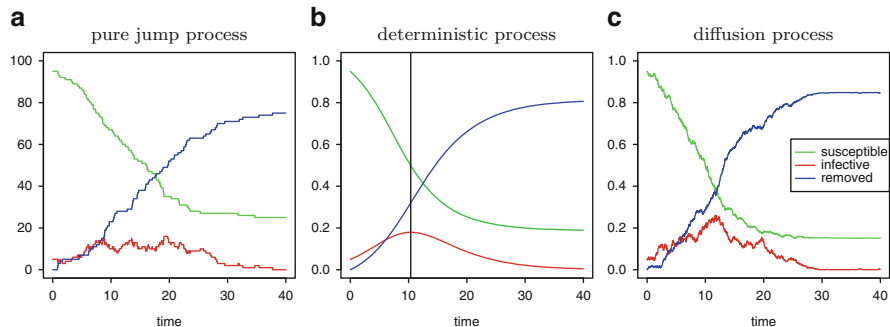 a
pure jump process
100
80
60
40
20
0
0 10 20 30 40
time
b
deterministic process
1.0
0.8
0.6
0.4
0.2
0.0
0 10 20 30 40
time
c
diffusion process
1.0
0.8
0.6
0.4
0.2
0.0
0 10 20 30 40
time
susceptible
infective
removed